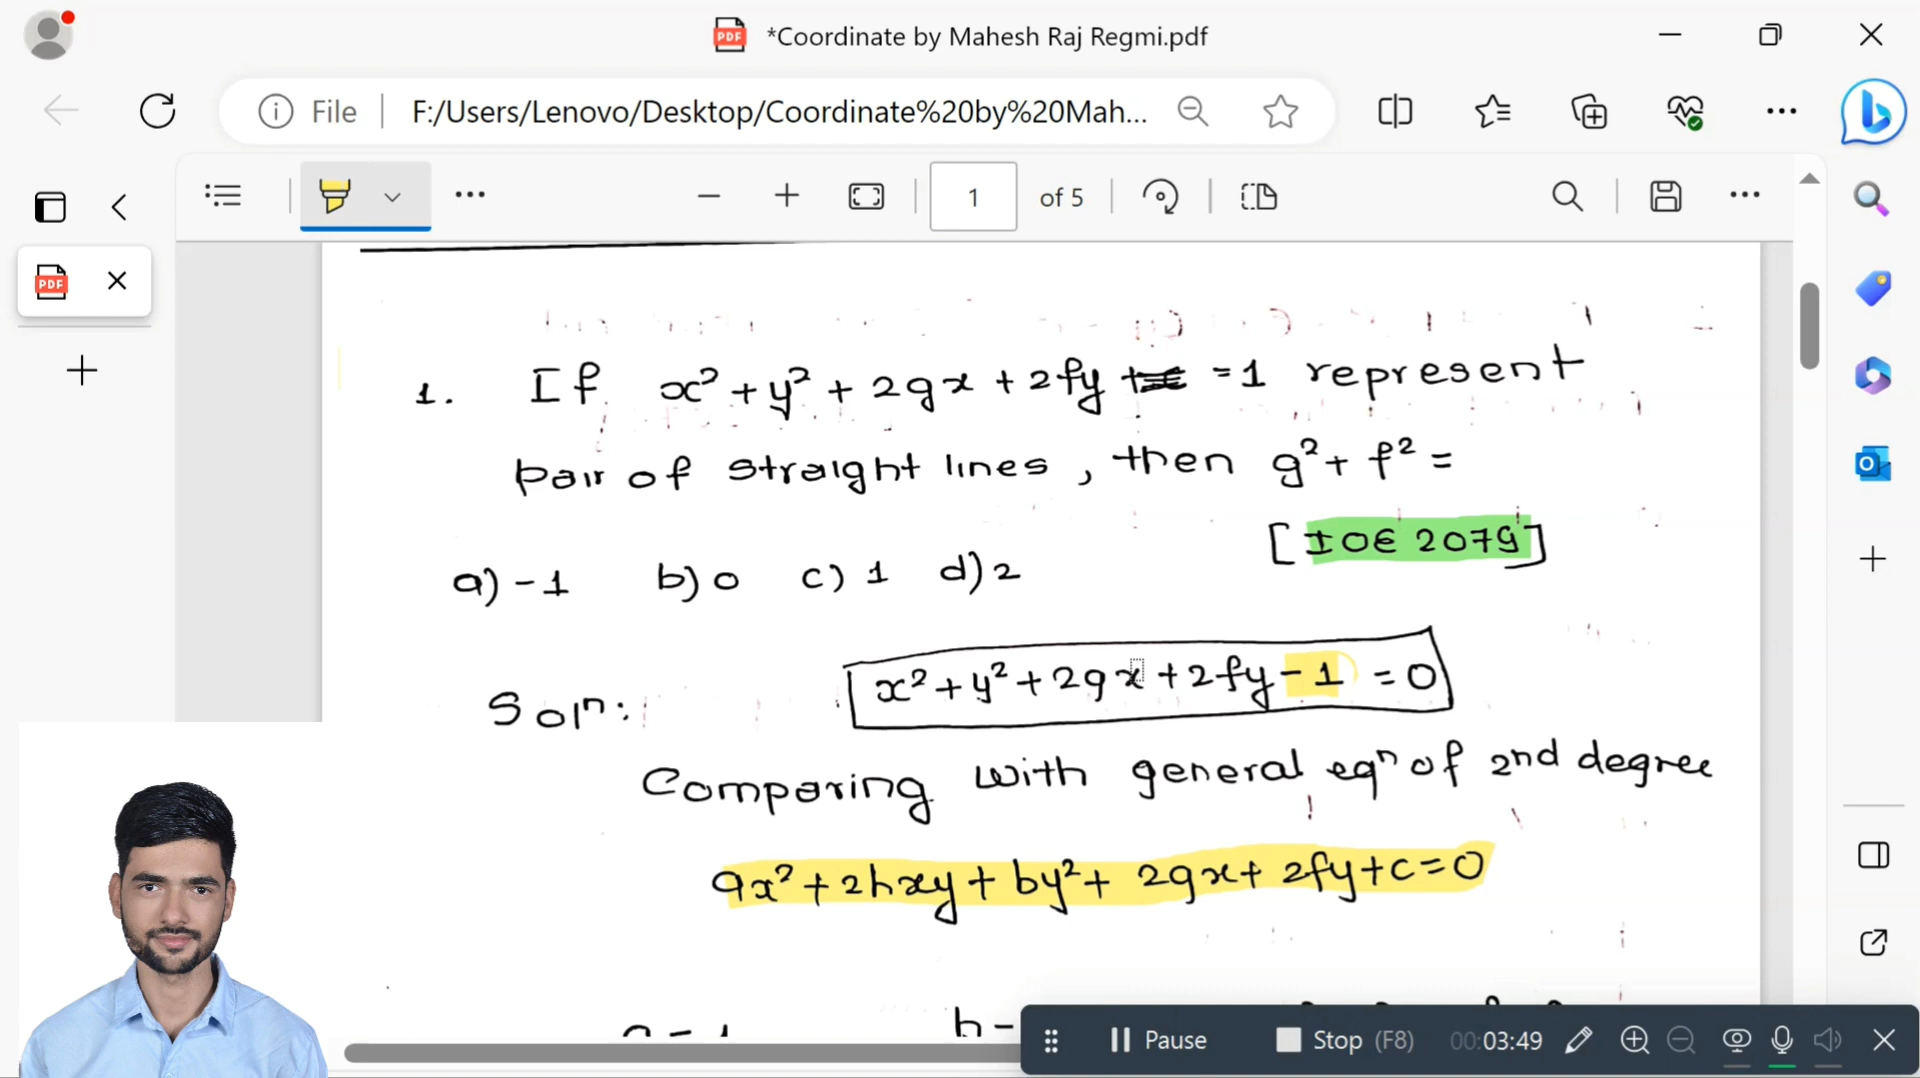 *Coordinate by Mahesh Raj Regmi.pdf
File
F:/Users/Lenovo/Desktop/Coordinate%20by%20Mah...
1 of 5
1. If x² + y² + 2gx + 2fy = 1 represent
pair of straight lines, then g² + f² =
[IOE 2079]
a) -1 b) 0 c) 1 d) 2
x² + y² + 2gx + 2fy - 1 = 0
Solⁿ:
Comparing with general eqⁿ of 2nd degree
ax² + 2hxy + by² + 2gx + 2fy + c = 0
Pause Stop (F8) 00:03:49